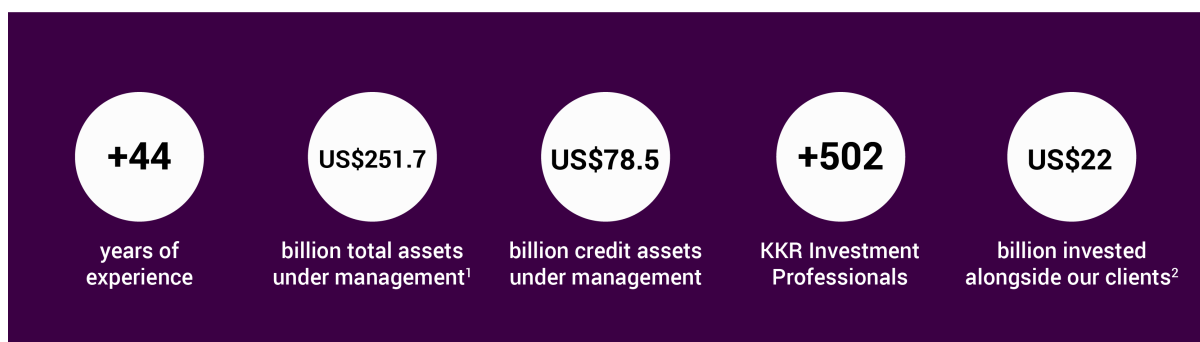 +44
years of
experience
US$251.7
billion total assets
under management¹
US$78.5
billion credit assets
under management
+502
KKR Investment
Professionals
US$22
billion invested
alongside our clients²